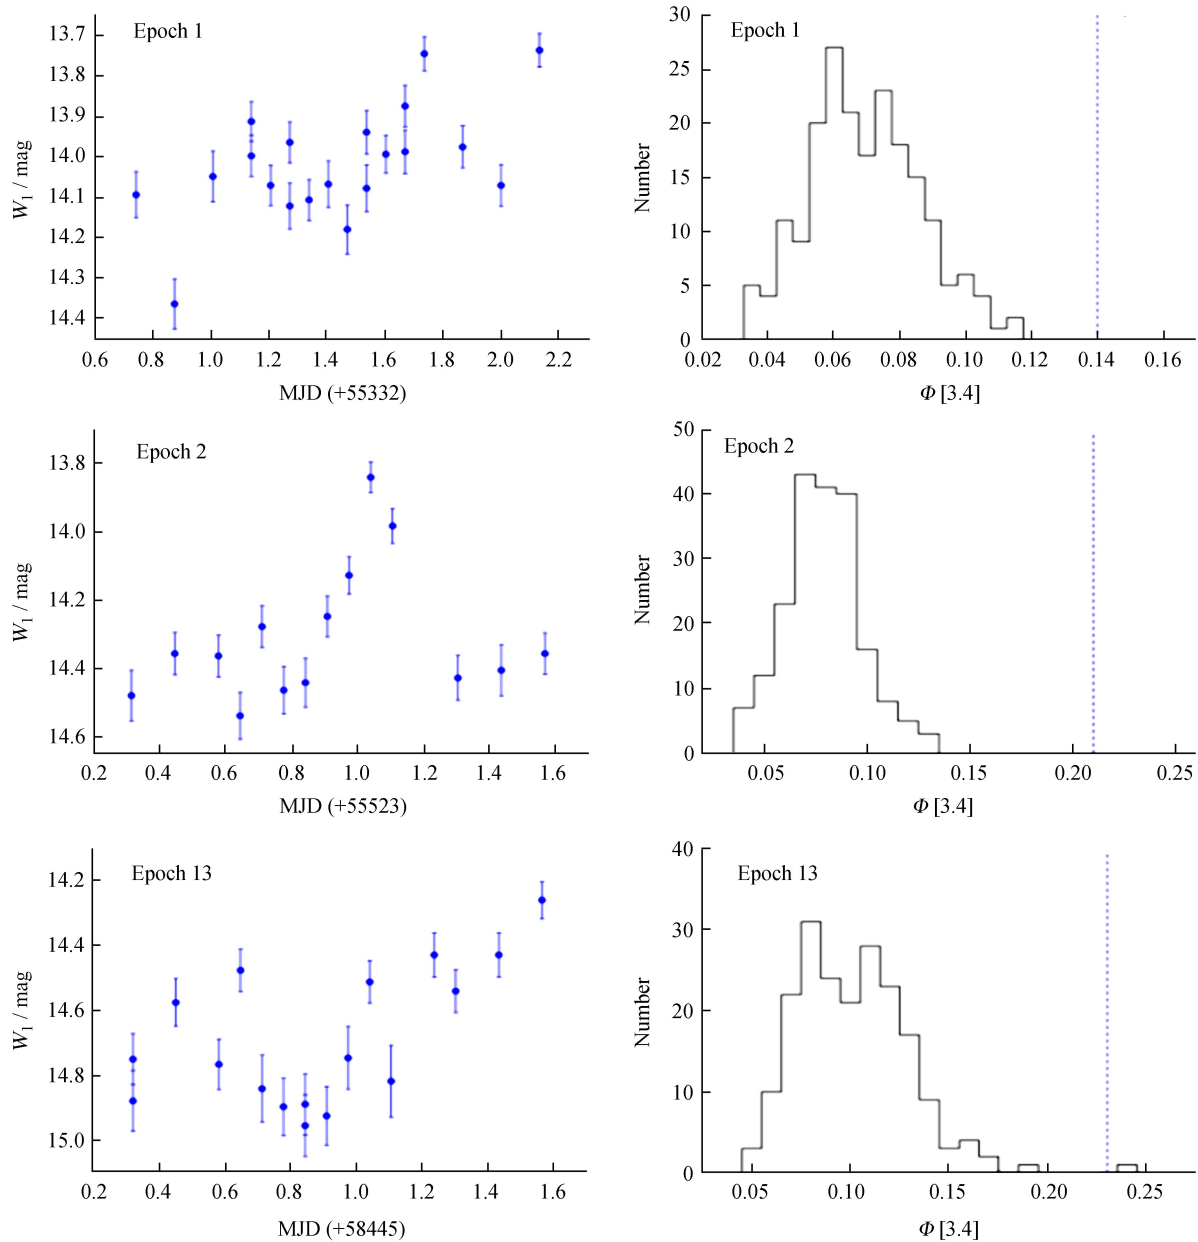 Epoch 1
13.7
13.8
13.9
14.0
14.1
14.2
14.3
14.4
W1 / mag
0.6 0.8 1.0 1.2 1.4 1.6 1.8 2.0 2.2
MJD (+55332)
Epoch 1
30
25
20
15
10
5
0
Number
0.02 0.04 0.06 0.08 0.10 0.12 0.14 0.16
Φ [3.4]
Epoch 2
13.8
14.0
14.2
14.4
14.6
W1 / mag
0.2 0.4 0.6 0.8 1.0 1.2 1.4 1.6
MJD (+55523)
Epoch 2
50
40
30
20
10
0
Number
0.05 0.10 0.15 0.20 0.25
Φ [3.4]
Epoch 13
14.2
14.4
14.6
14.8
15.0
W1 / mag
0.2 0.4 0.6 0.8 1.0 1.2 1.4 1.6
MJD (+58445)
Epoch 13
40
30
20
10
0
Number
0.05 0.10 0.15 0.20 0.25
Φ [3.4]